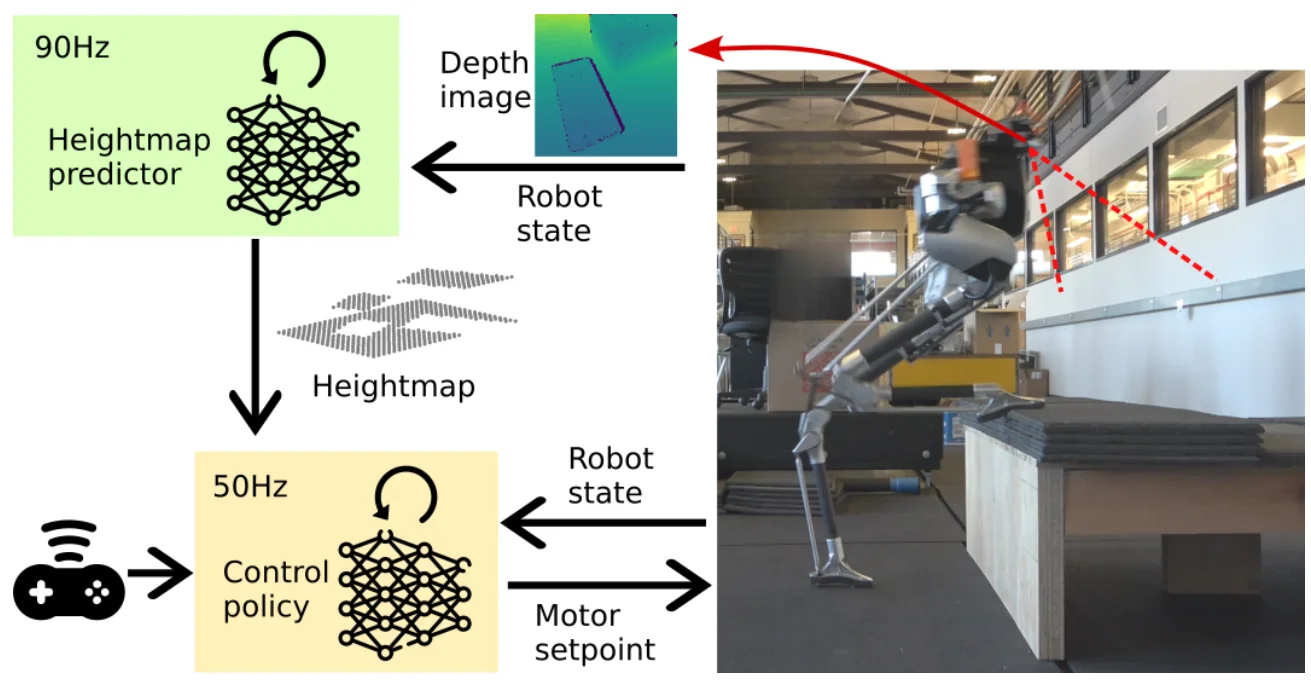 90Hz
Heightmap
predictor
Depth
image
Robot
state
Heightmap
50Hz
Control
policy
Robot
state
Motor
setpoint